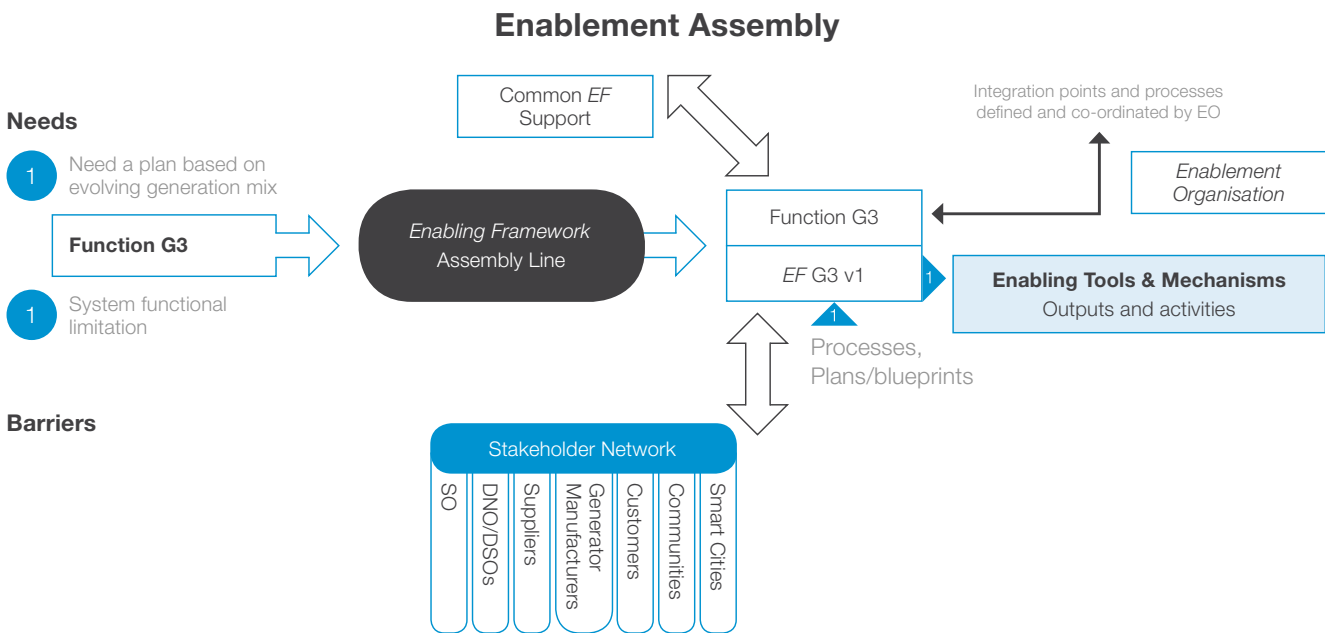 Enablement Assembly
Common EF
Support
Integration points and processes
defined and co-ordinated by EO
Needs
1
Need a plan based on
evolving generation mix
Enablement
Organisation
Function G3
Enabling Framework
Assembly Line
Function G3
EF G3 v1
1
Enabling Tools & Mechanisms
Outputs and activities
1
System functional
limitation
1
Processes,
Plans/blueprints
Barriers
Stakeholder Network
SO
DNO/DSOs
Suppliers
Generator
Manufacturers
Customers
Communities
Smart Cities